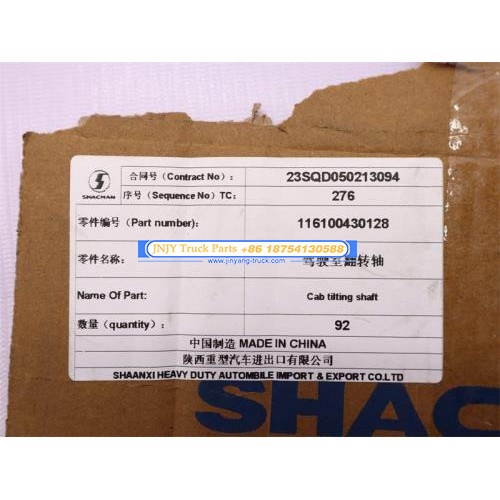 SHACMAN
合同号 (Contract No) : 23SQD050213094
序号 (Sequence No) TC: 276
零件编号 (Part number): 116100430128
JNJY Truck Parts +86 18754130588
www.jinyang-truck.com
零件名称: 驾驶室翻转轴
Name Of Part: Cab tilting shaft
数量 (quantity) : 92
中国制造 MADE IN CHINA
陕西重型汽车进出口有限公司
SHAANXI HEAVY DUTY AUTOMBILE IMPORT & EXPORT CO.LTD
SHAC